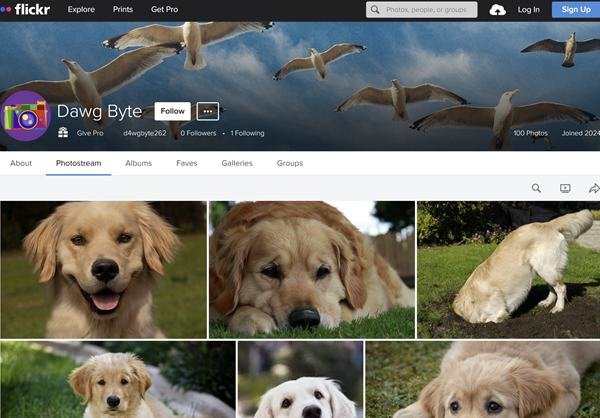 flickr Explore Prints Get Pro Photos, people, or groups Log In Sign Up
Dawg Byte Follow
Give Pro d4wgbyte262 0 Followers • 1 Following 100 Photos Joined 2024
About Photostream Albums Faves Galleries Groups